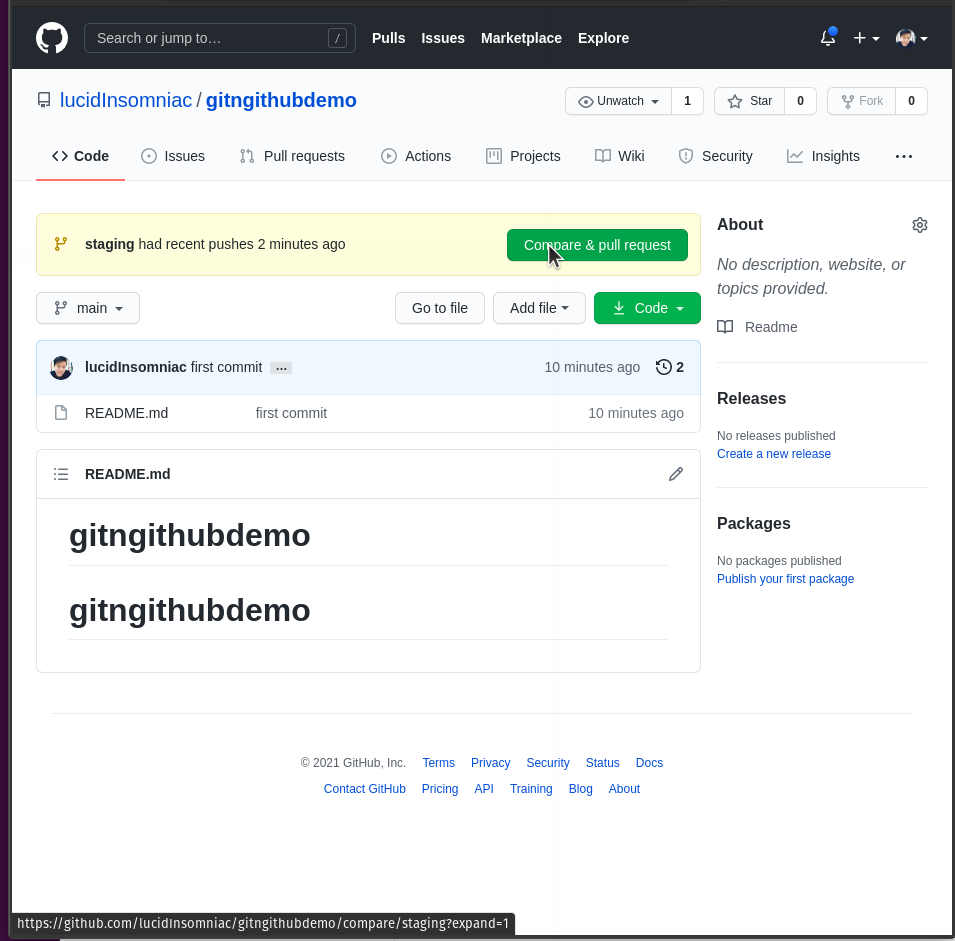 Search or jump to… /
Pulls Issues Marketplace Explore
lucidInsomniac / gitngithubdemo
Unwatch 1 Star 0 Fork 0
Code Issues Pull requests Actions Projects Wiki Security Insights ...
staging had recent pushes 2 minutes ago Compare & pull request
main Go to file Add file Code
lucidInsomniac first commit ... 10 minutes ago 2
README.md first commit 10 minutes ago
README.md
gitngithubdemo
gitngithubdemo
About
No description, website, or
topics provided.
Readme
Releases
No releases published
Create a new release
Packages
No packages published
Publish your first package
© 2021 GitHub, Inc. Terms Privacy Security Status Docs
Contact GitHub Pricing API Training Blog About
https://github.com/lucidInsomniac/gitngithubdemo/compare/staging?expand=1